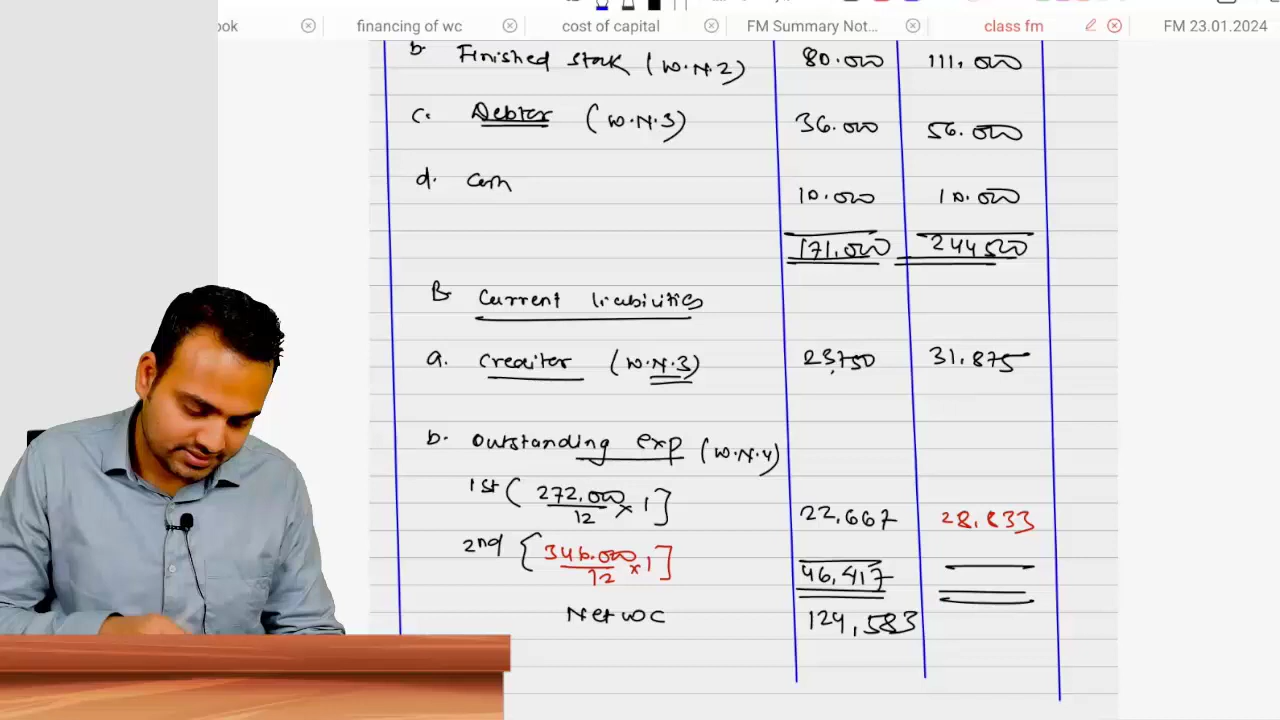 ook financing of wc cost of capital FM Summary Not... class fm FM 23.01.2024
b. Finished stock (W.N.2) 80.000 111.000
c. Debtor (W.N.3) 36.000 56.000
d. Cash 10.000 10.000
171.000 244500
B. Current liabilities
a. creditor (W.N.3) 23,750 31.875
b. Outstanding exp (W.N.4)
1st ( 272.000 / 12 × 1 ] 22.667 28.833
2nd [ 346.000 / 12 × 1 ]
46,417
Net WC 124,583